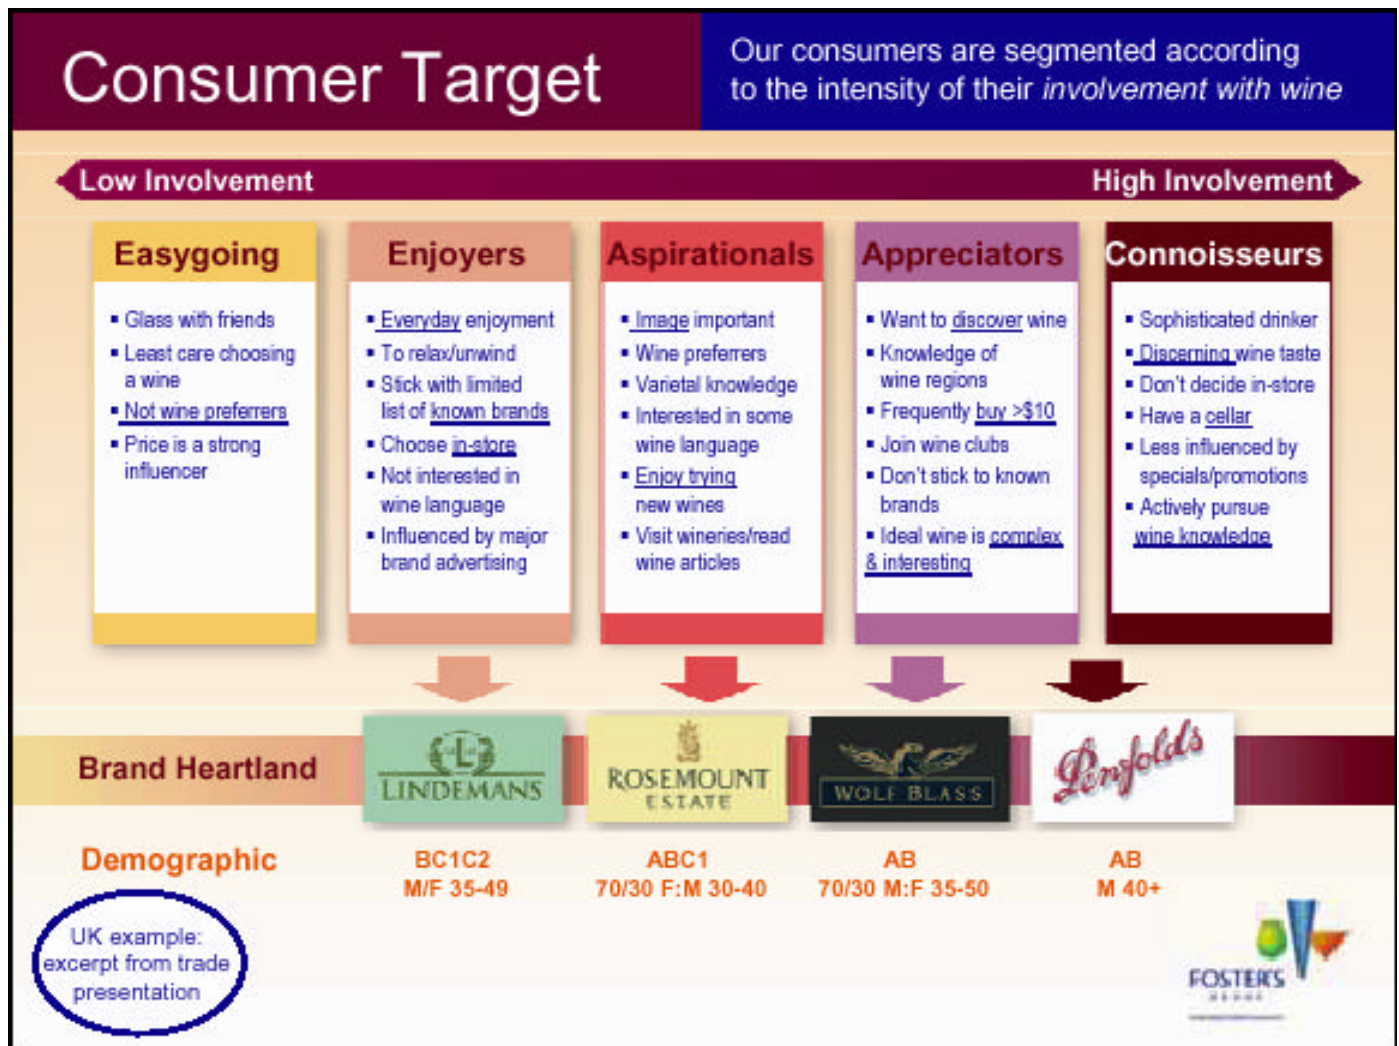 Consumer Target
Our consumers are segmented according
to the intensity of their involvement with wine
Low Involvement
High Involvement
Easygoing
▪ Glass with friends
▪ Least care choosing
a wine
▪ Not wine preferrers
▪ Price is a strong
influencer
Enjoyers
▪ Everyday enjoyment
▪ To relax/unwind
▪ Stick with limited
list of known brands
▪ Choose in-store
▪ Not interested in
wine language
▪ Influenced by major
brand advertising
Aspirationals
▪ Image important
▪ Wine preferrers
▪ Varietal knowledge
▪ Interested in some
wine language
▪ Enjoy trying
new wines
▪ Visit wineries/read
wine articles
Appreciators
▪ Want to discover wine
▪ Knowledge of
wine regions
▪ Frequently buy >$10
▪ Join wine clubs
▪ Don't stick to known
brands
▪ Ideal wine is complex
& interesting
Connoisseurs
▪ Sophisticated drinker
▪ Discerning wine taste
▪ Don't decide in-store
▪ Have a cellar
▪ Less influenced by
specials/promotions
▪ Actively pursue
wine knowledge
Brand Heartland
L
LINDEMANS
ROSEMOUNT
ESTATE
WOLF BLASS
Penfolds
Demographic
BC1C2
M/F 35-49
ABC1
70/30 F:M 30-40
AB
70/30 M:F 35-50
AB
M 40+
UK example:
excerpt from trade
presentation
FOSTER'S